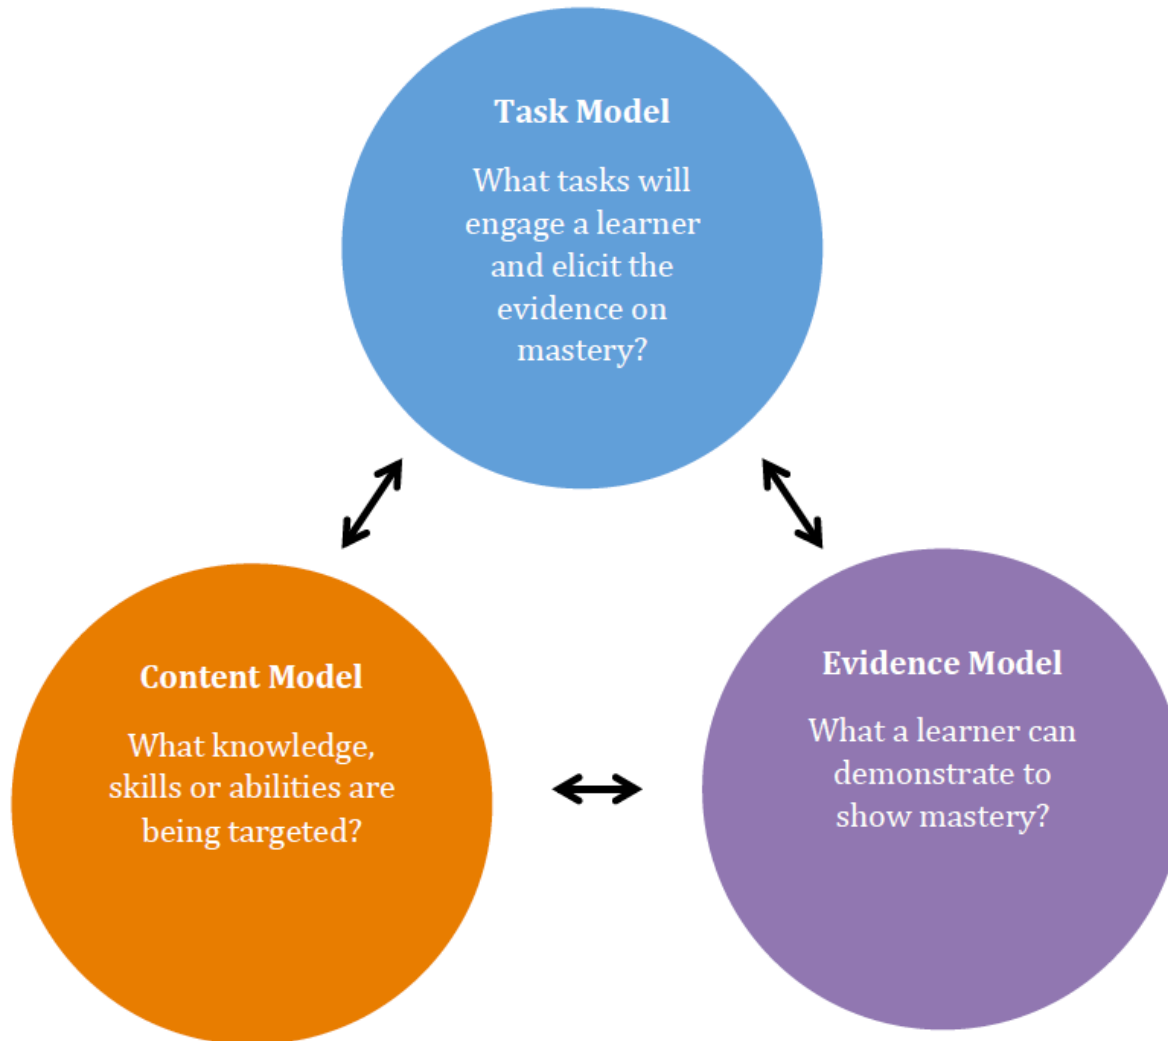 Task Model
What tasks will
engage a learner
and elicit the
evidence on
mastery?
Content Model
What knowledge,
skills or abilities are
being targeted?
Evidence Model
What a learner can
demonstrate to
show mastery?